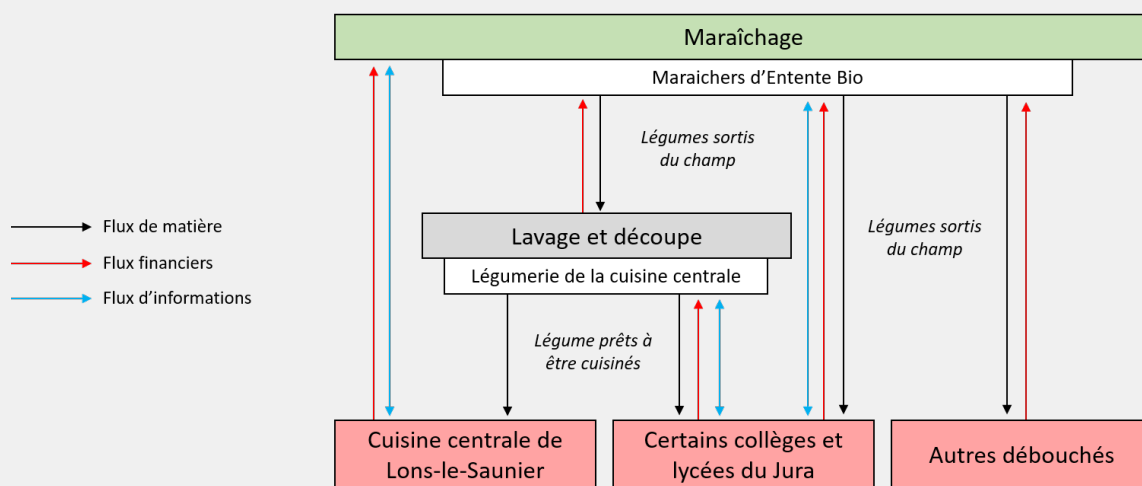 Maraîchage
Maraichers d'Entente Bio
Légumes sortis
du champ
Flux de matière
Flux financiers
Flux d'informations
Lavage et découpe
Légumerie de la cuisine centrale
Légumes sortis
du champ
Légume prêts à
être cuisinés
Cuisine centrale de
Lons-le-Saunier
Certains collèges et
lycées du Jura
Autres débouchés